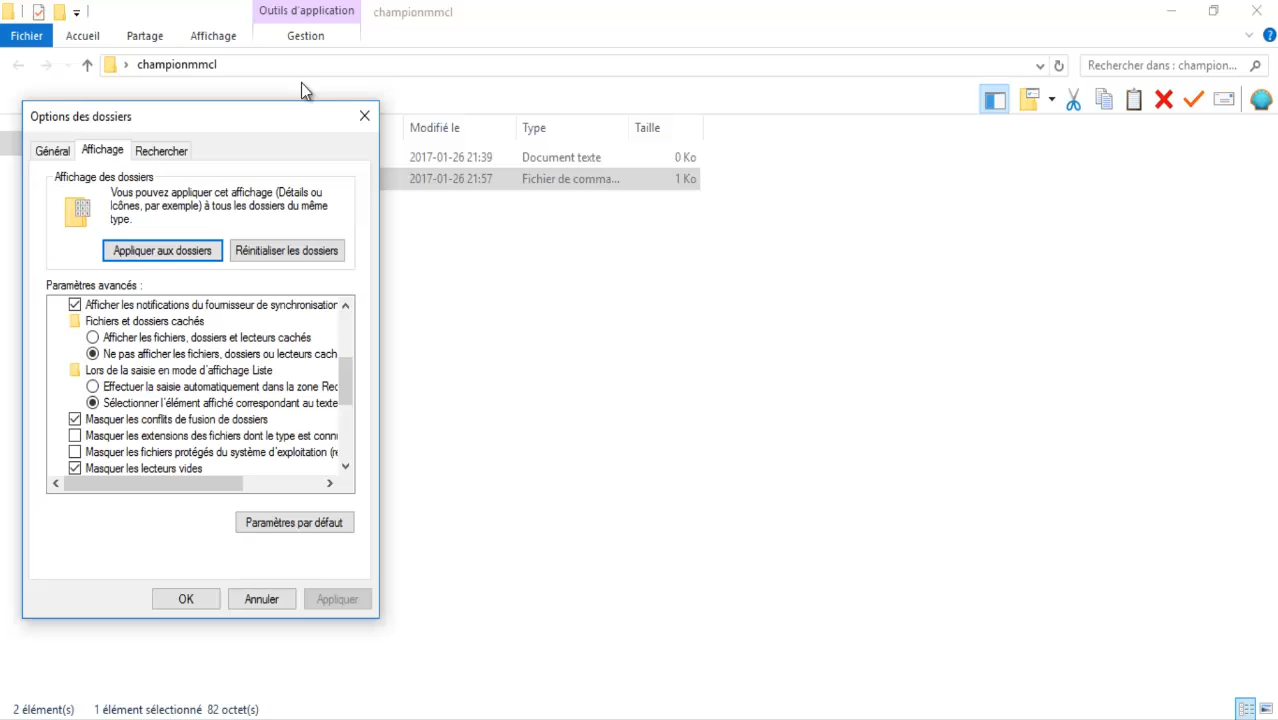 Outils d'application
championmmcl
Fichier
Accueil
Partage
Affichage
Gestion
championmmcl
Rechercher dans : champion...
Options des dossiers
Modifié le
Type
Taille
Général
Affichage
Rechercher
2017-01-26 21:39
Document texte
0 Ko
2017-01-26 21:57
Fichier de comma...
1 Ko
Affichage des dossiers
Vous pouvez appliquer cet affichage (Détails ou
Icônes, par exemple) à tous les dossiers du même
type.
Appliquer aux dossiers
Réinitialiser les dossiers
Paramètres avancés :
Afficher les notifications du fournisseur de synchronisation
Fichiers et dossiers cachés
Afficher les fichiers, dossiers et lecteurs cachés
Ne pas afficher les fichiers, dossiers ou lecteurs cach
Lors de la saisie en mode d'affichage Liste
Effectuer la saisie automatiquement dans la zone Rec
Sélectionner l'élément affiché correspondant au texte
Masquer les conflits de fusion de dossiers
Masquer les extensions des fichiers dont le type est connu
Masquer les fichiers protégés du système d'exploitation (re
Masquer les lecteurs vides
Paramètres par défaut
OK
Annuler
Appliquer
2 élément(s)
1 élément sélectionné 82 octet(s)